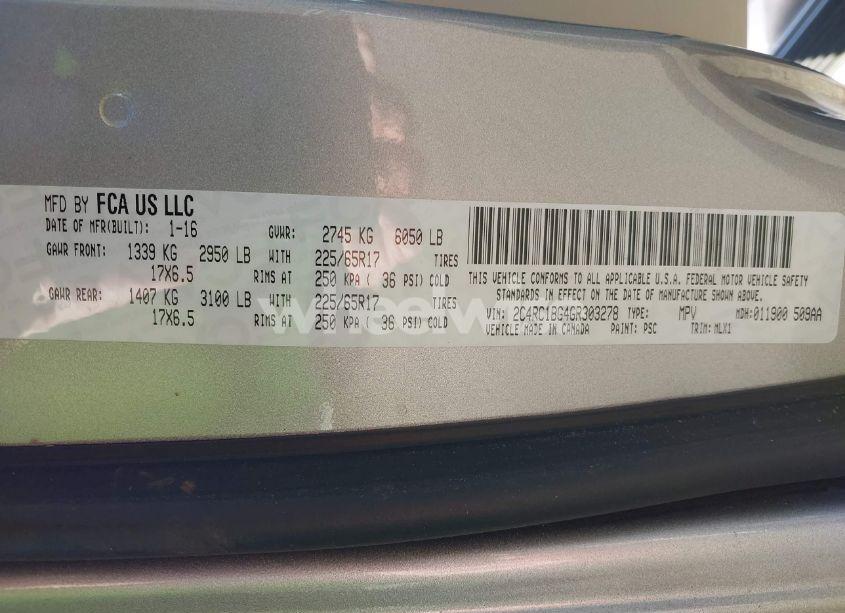 MFD BY FCA US LLC
DATE OF MFR(BUILT): 1-16 GVWR: 2745 KG 6050 LB
GAWR FRONT: 1339 KG 2950 LB WITH 225/65R17 TIRES
17X6.5 RIMS AT 250 KPA ( 36 PSI) COLD
GAWR REAR: 1407 KG 3100 LB WITH 225/65R17 TIRES
17X6.5 RIMS AT 250 KPA ( 36 PSI) COLD
THIS VEHICLE CONFORMS TO ALL APPLICABLE U.S.A. FEDERAL MOTOR VEHICLE SAFETY
STANDARDS IN EFFECT ON THE DATE OF MANUFACTURE SHOWN ABOVE.
VIN: 2C4RC1BG4GR303278 TYPE: MPV MDH:011900 509AA
VEHICLE MADE IN CANADA PAINT: PSC TRIM: MLX1